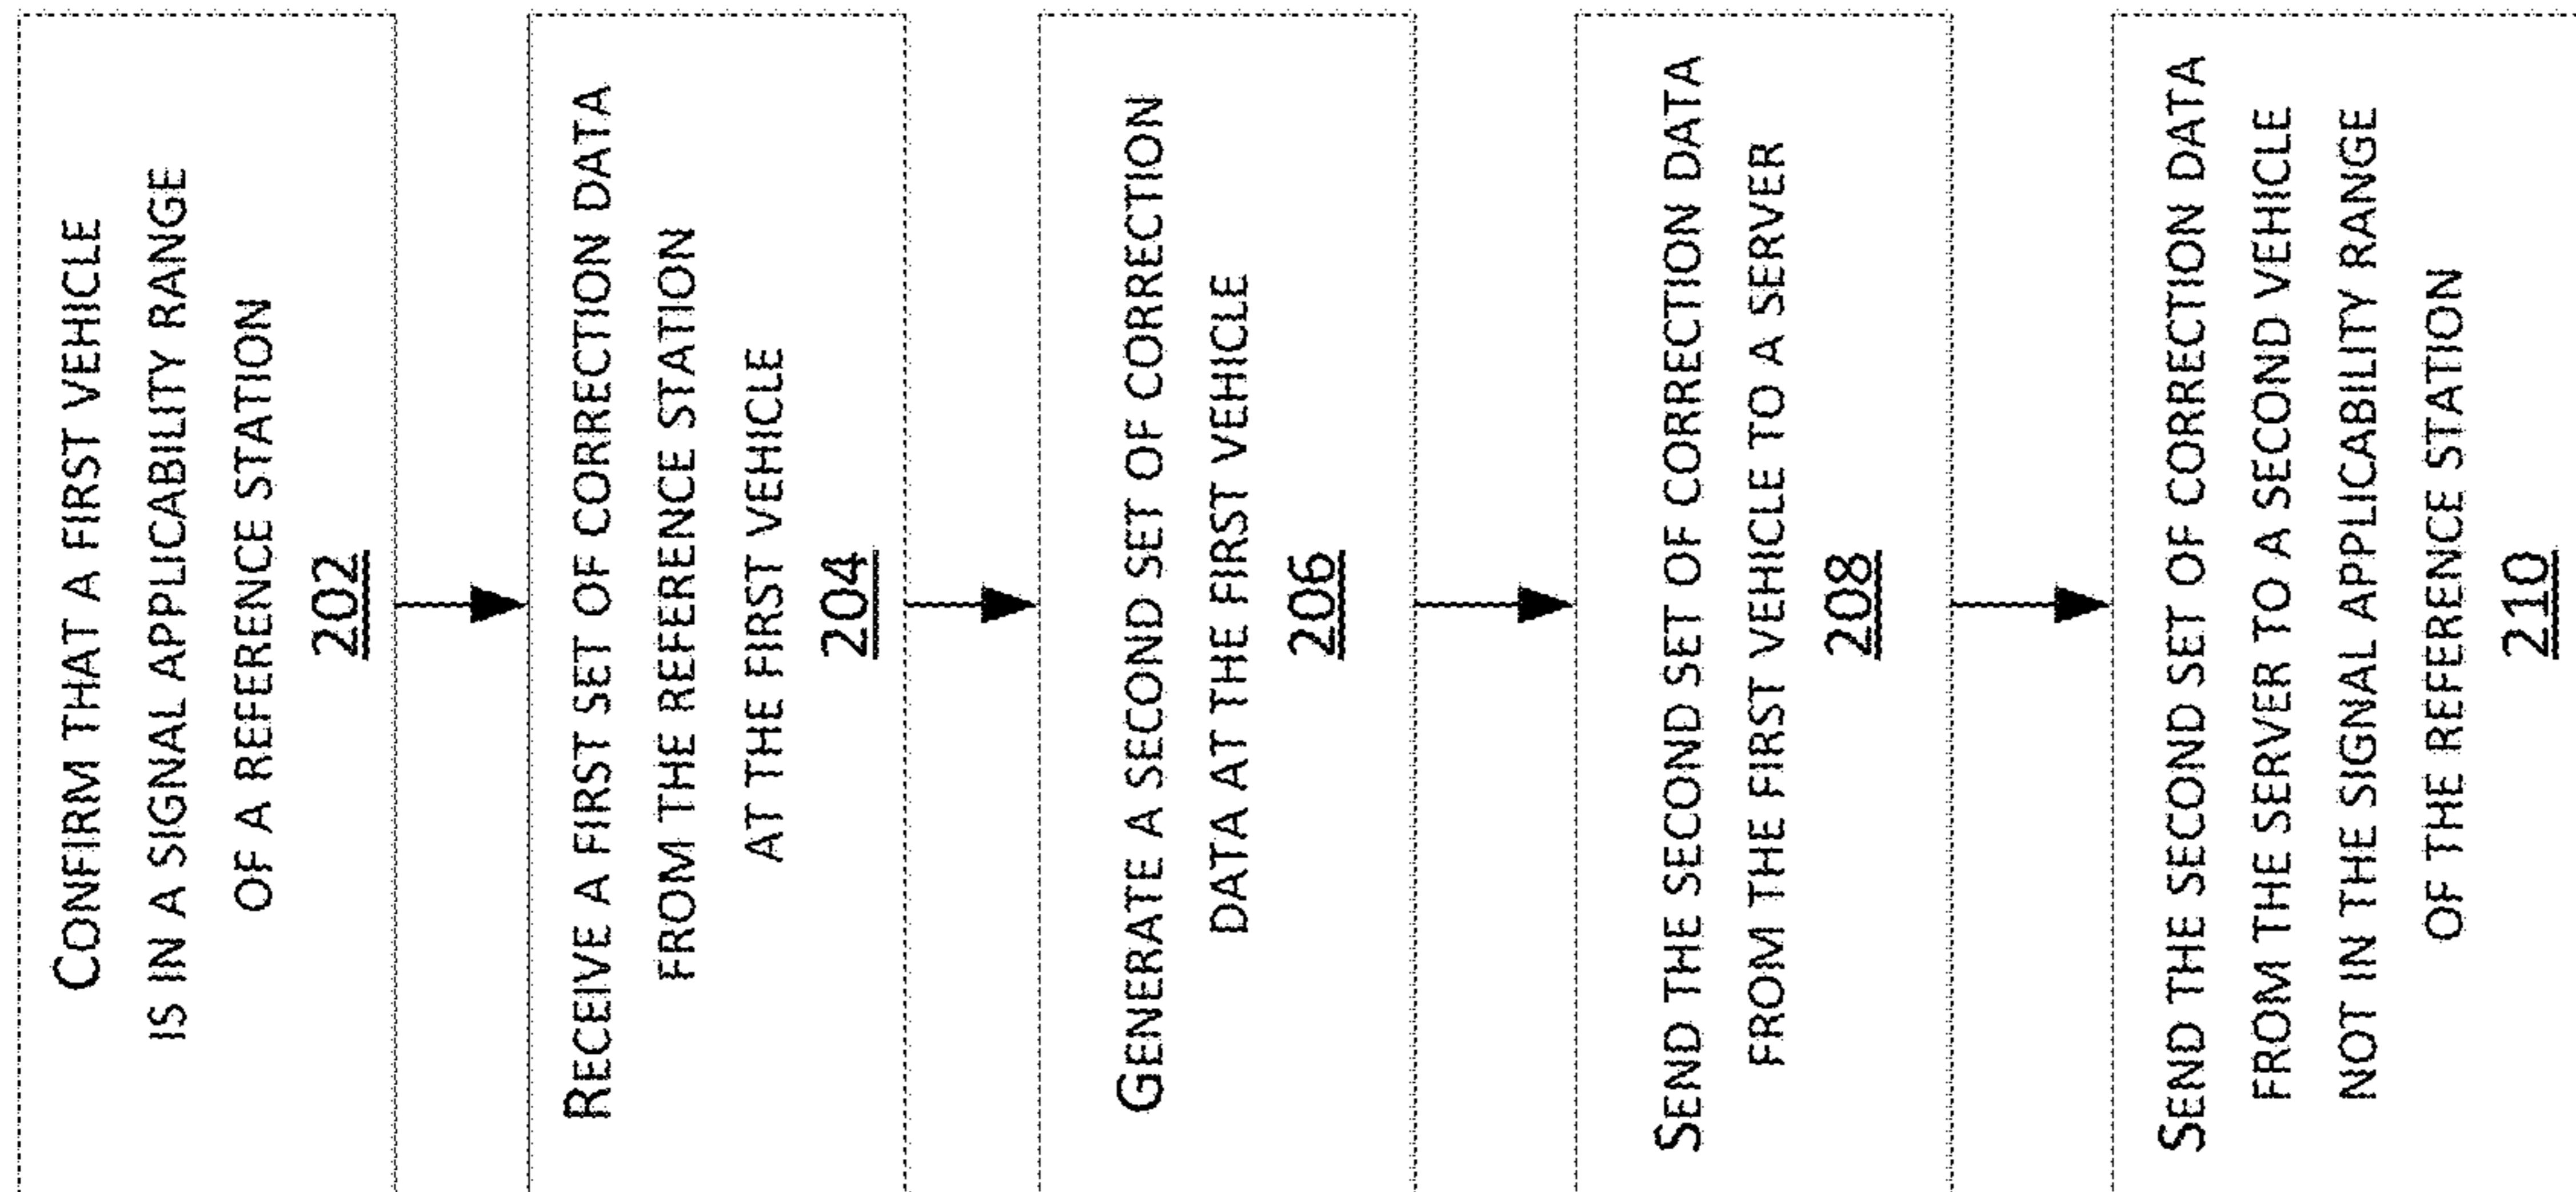 CONFIRM THAT A FIRST VEHICLE
IS IN A SIGNAL APPLICABILITY RANGE
OF A REFERENCE STATION
202
RECEIVE A FIRST SET OF CORRECTION DATA
FROM THE REFERENCE STATION
AT THE FIRST VEHICLE
204
GENERATE A SECOND SET OF CORRECTION
DATA AT THE FIRST VEHICLE
206
SEND THE SECOND SET OF CORRECTION DATA
FROM THE FIRST VEHICLE TO A SERVER
208
SEND THE SECOND SET OF CORRECTION DATA
FROM THE SERVER TO A SECOND VEHICLE
NOT IN THE SIGNAL APPLICABILITY RANGE
OF THE REFERENCE STATION
210